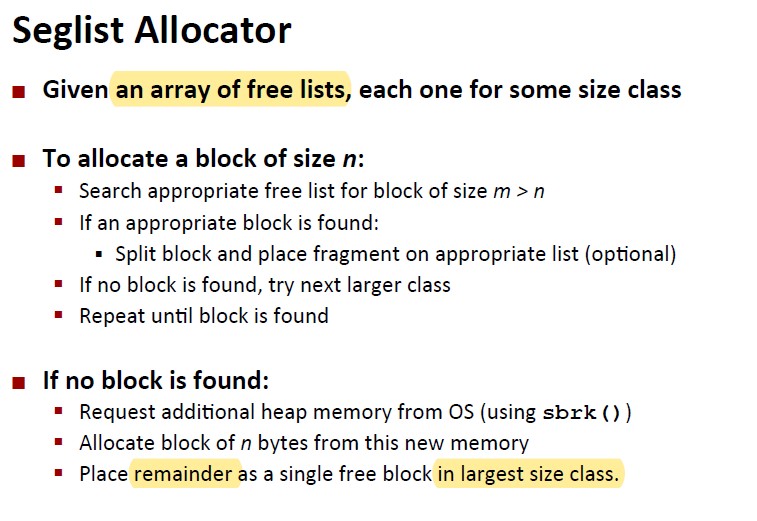 Seglist Allocator
Given an array of free lists, each one for some size class
To allocate a block of size n:
Search appropriate free list for block of size m > n
If an appropriate block is found:
Split block and place fragment on appropriate list (optional)
If no block is found, try next larger class
Repeat until block is found
If no block is found:
Request additional heap memory from OS (using sbrk())
Allocate block of n bytes from this new memory
Place remainder as a single free block in largest size class.